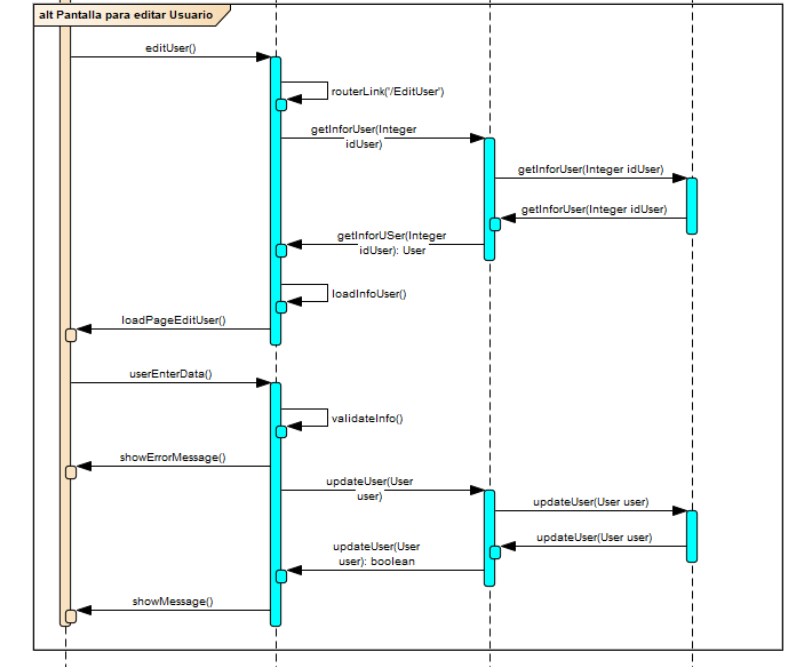 alt Pantalla para editar Usuario
editUser()
routerLink('/EditUser')
getInforUser(Integer
idUser)
getInforUser(Integer idUser)
getInforUser(Integer idUser)
getInforUSer(Integer
idUser): User
loadInfoUser()
loadPageEditUser()
userEnterData()
validateInfo()
showErrorMessage()
updateUser(User
user)
updateUser(User user)
updateUser(User user)
updateUser(User
user): boolean
showMessage()